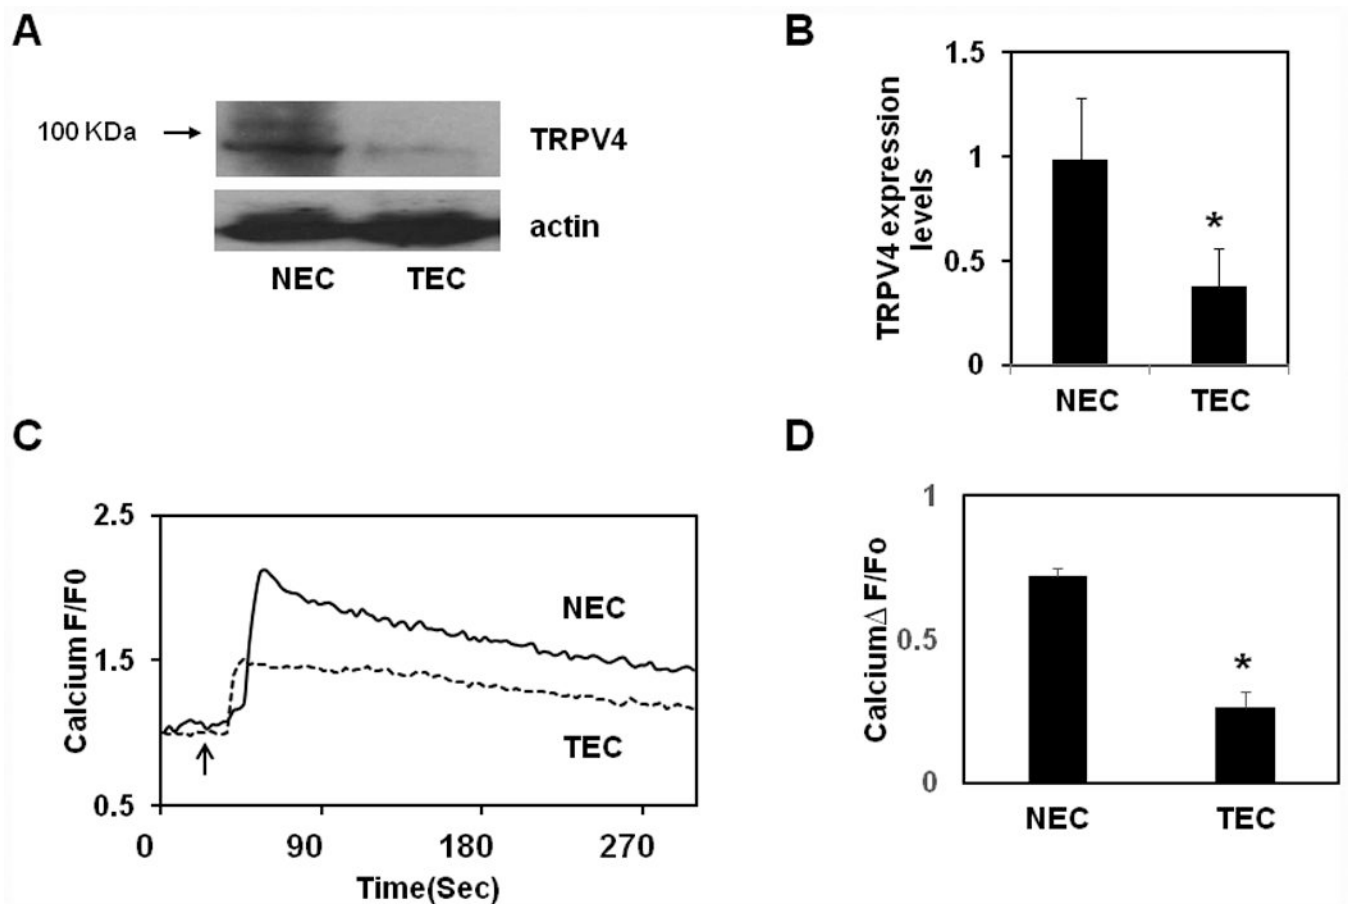 A
100 KDa
TRPV4
actin
NEC TEC
B
TRPV4 expression
levels
1.5
1
0.5
0
NEC TEC
C
Calcium F/F0
2.5
1.5
0.5
NEC
TEC
0 90 180 270
Time(Sec)
D
Calcium∆ F/Fo
1
0.5
0
*
NEC TEC
*